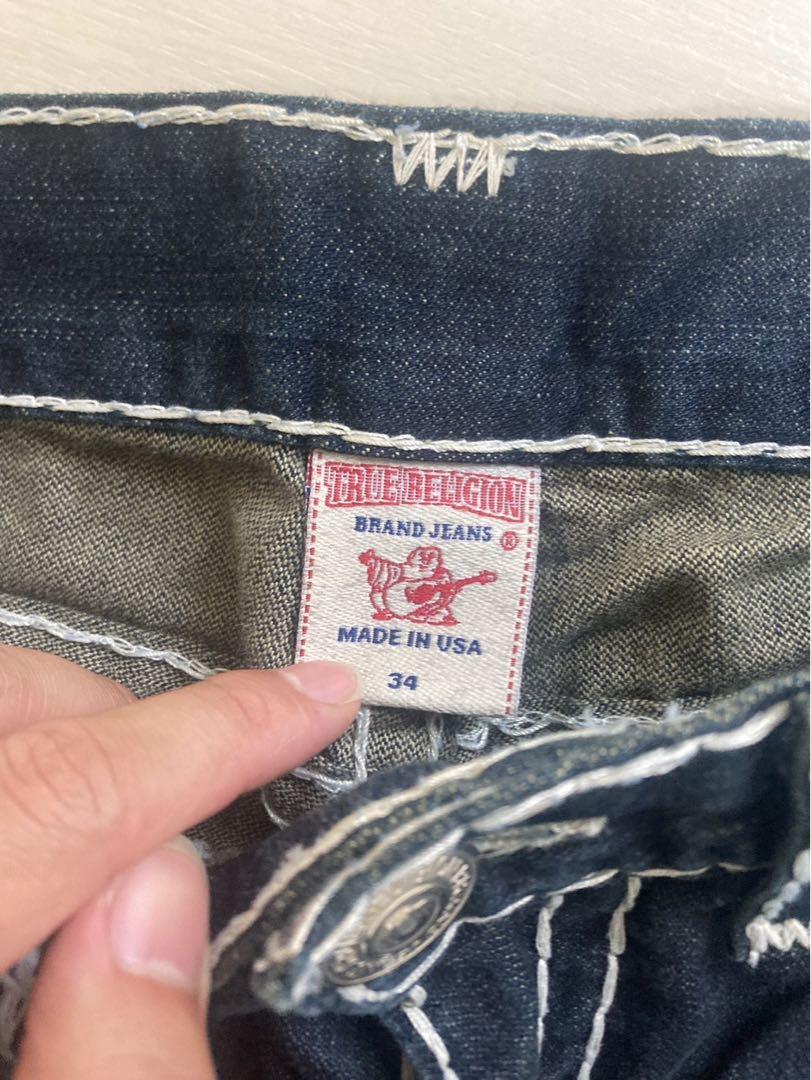 TRUE RELIGION
BRAND JEANS ®
MADE IN USA
34